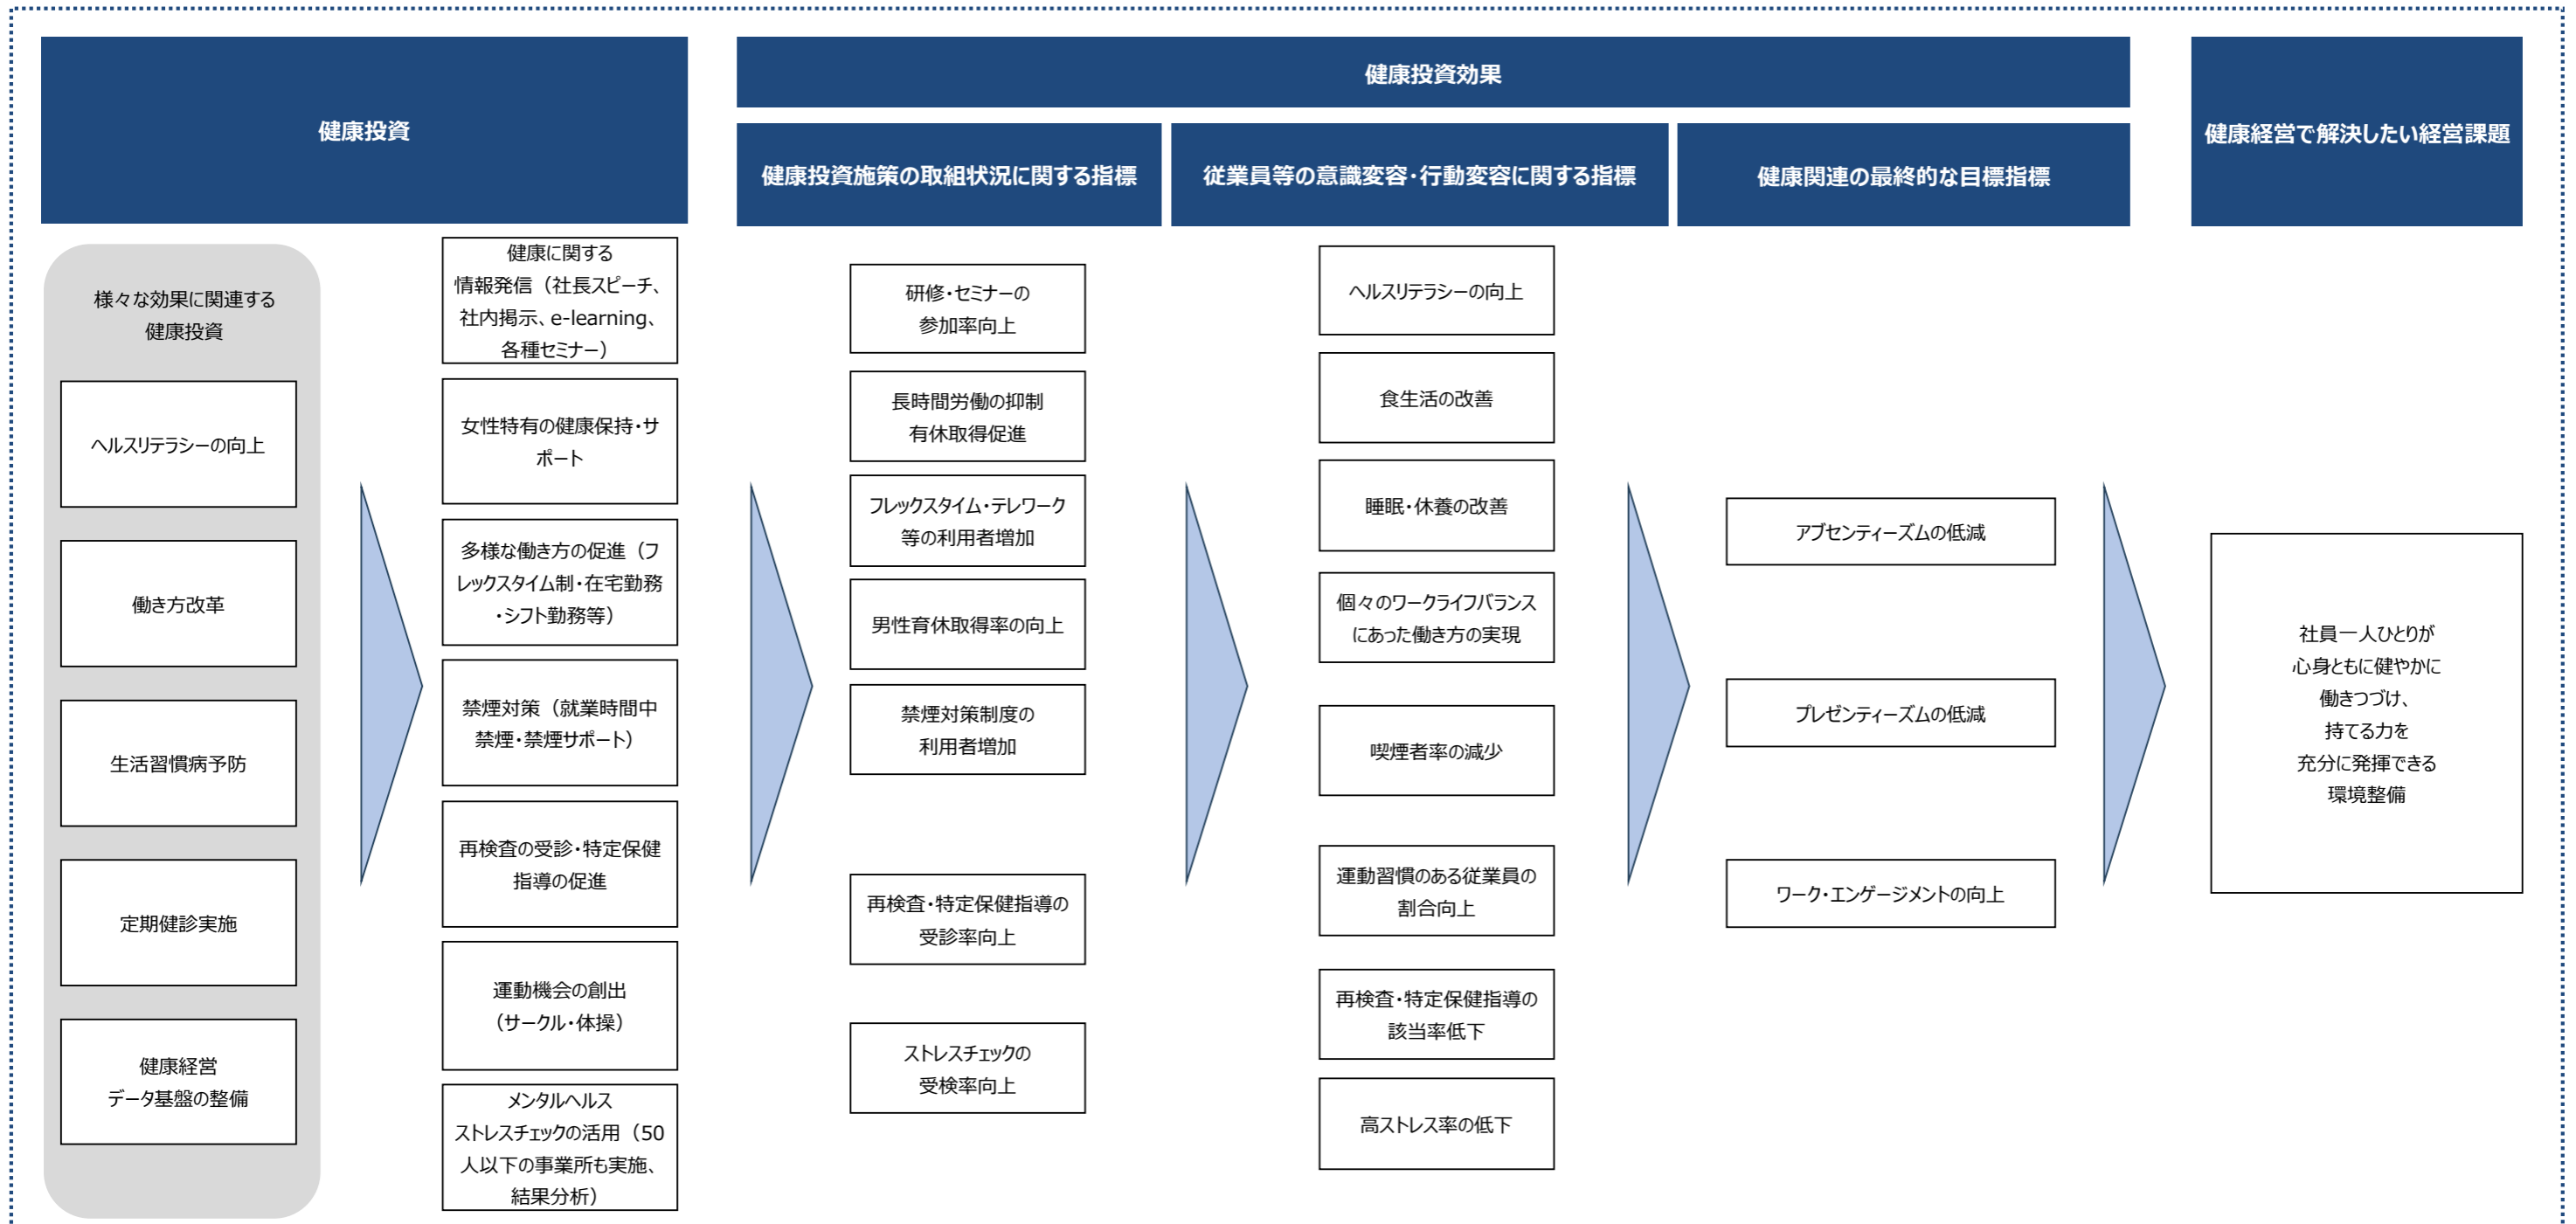 健康投資
健康投資効果
健康経営で解決したい経営課題
健康投資施策の取組状況に関する指標
従業員等の意識変容・行動変容に関する指標
健康関連の最終的な目標指標
様々な効果に関連する
健康投資
ヘルスリテラシーの向上
働き方改革
生活習慣病予防
定期健診実施
健康経営
データ基盤の整備
健康に関する
情報発信（社長スピーチ、
社内掲示、e-learning、
各種セミナー）
女性特有の健康保持・サ
ポート
多様な働き方の促進（フ
レックスタイム制・在宅勤務
・シフト勤務等）
禁煙対策（就業時間中
禁煙・禁煙サポート）
再検査の受診・特定保健
指導の促進
運動機会の創出
（サークル・体操）
メンタルヘルス
ストレスチェックの活用（50
人以下の事業所も実施、
結果分析）
研修・セミナーの
参加率向上
長時間労働の抑制
有休取得促進
フレックスタイム・テレワーク
等の利用者増加
男性育休取得率の向上
禁煙対策制度の
利用者増加
再検査・特定保健指導の
受診率向上
ストレスチェックの
受検率向上
ヘルスリテラシーの向上
食生活の改善
睡眠・休養の改善
個々のワークライフバランス
にあった働き方の実現
喫煙者率の減少
運動習慣のある従業員の
割合向上
再検査・特定保健指導の
該当率低下
高ストレス率の低下
アブセンティーズムの低減
プレゼンティーズムの低減
ワーク・エンゲージメントの向上
社員一人ひとりが
心身ともに健やかに
働きつづけ、
持てる力を
充分に発揮できる
環境整備